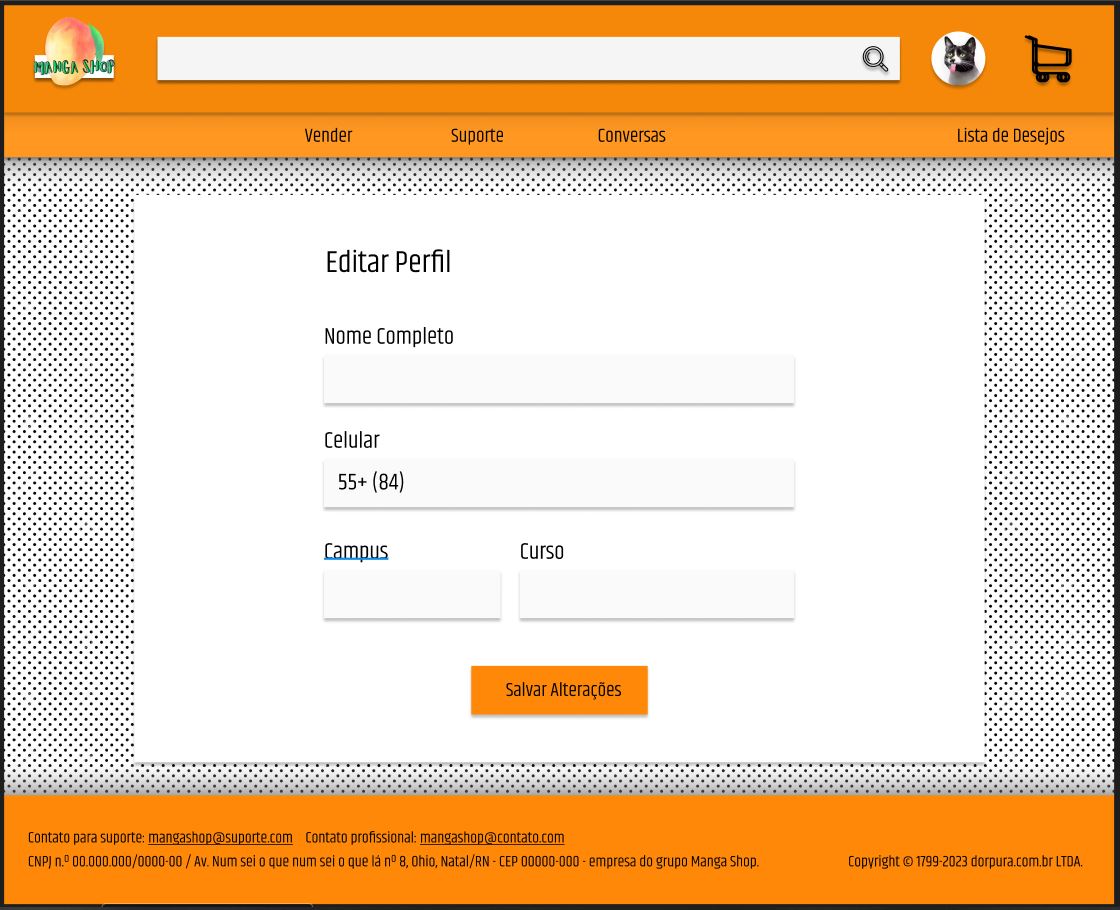 MANGA SHOP
Vender Suporte Conversas Lista de Desejos
Editar Perfil
Nome Completo
Celular
55+ (84)
Campus Curso
Salvar Alterações
Contato para suporte: mangashop@suporte.com Contato profissional: mangashop@contato.com
CNPJ n.º 00.000.000/0000-00 / Av. Num sei o que num sei o que lá nº 8, Ohio, Natal/RN - CEP 00000-000 - empresa do grupo Manga Shop. Copyright © 1799-2023 dorpura.com.br LTDA.